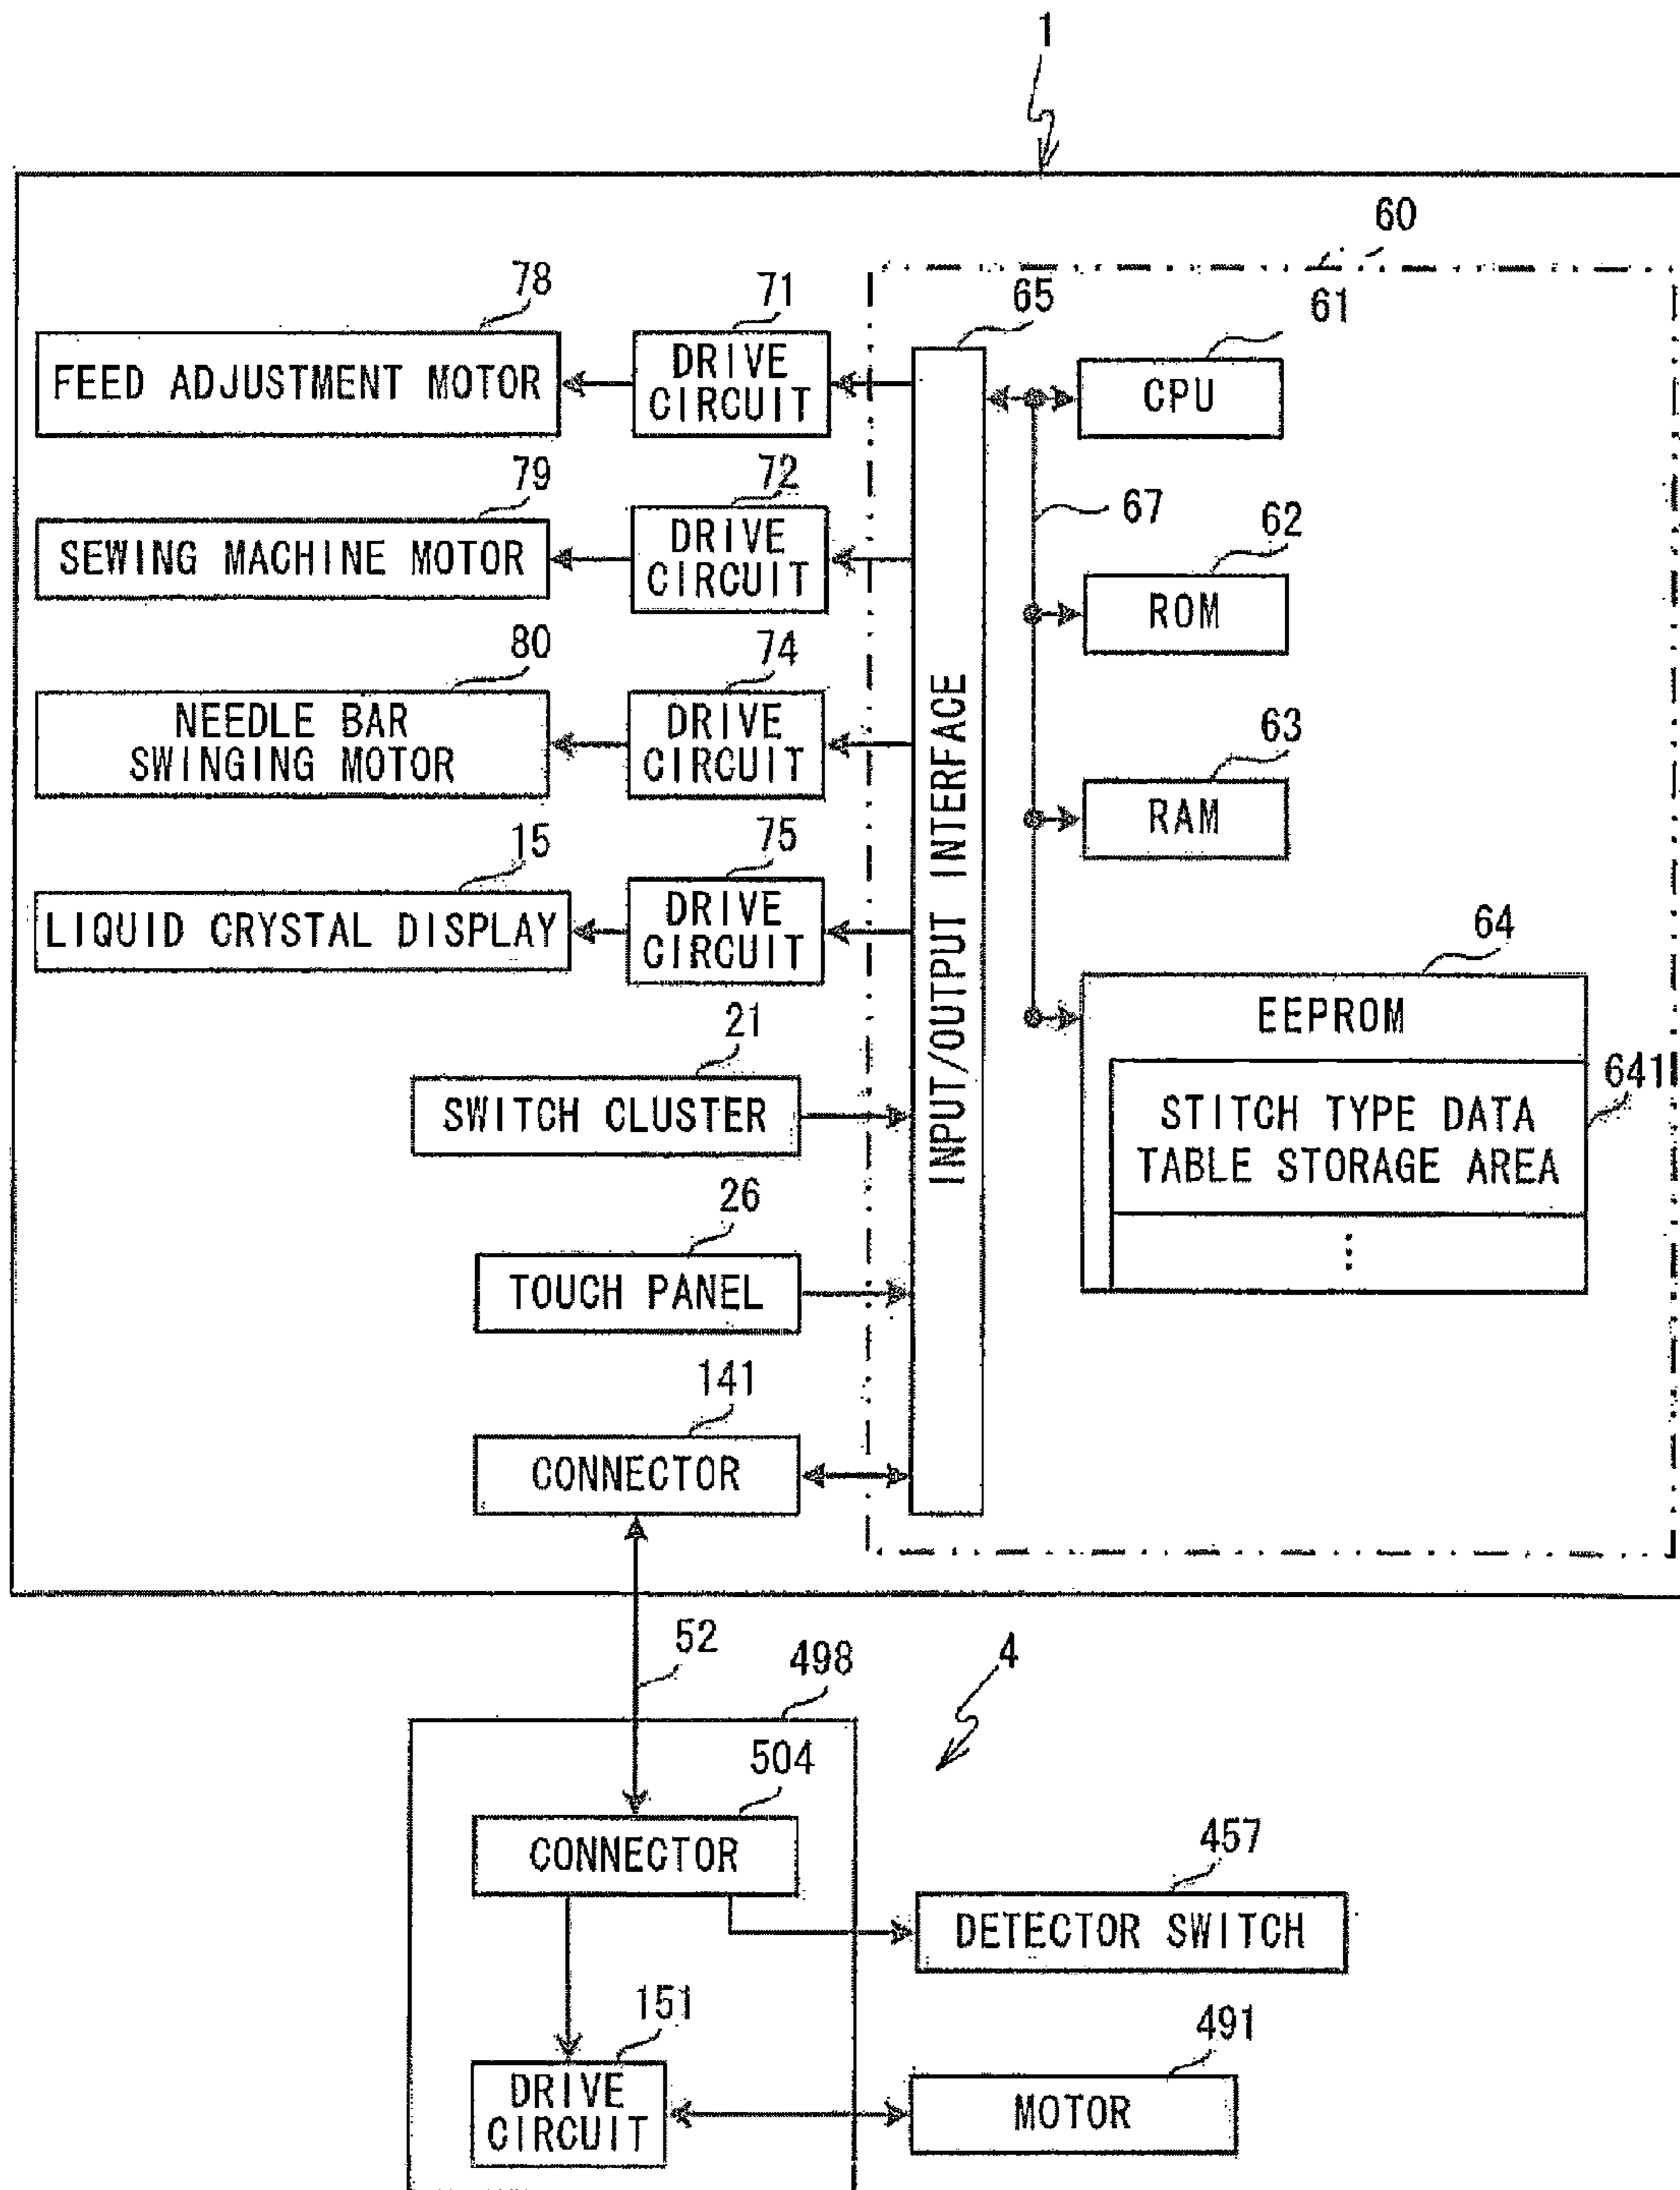 1
60
78
71
65
61
FEED ADJUSTMENT MOTOR
DRIVE
CIRCUIT
CPU
79
72
67
62
SEWING MACHINE MOTOR
DRIVE
CIRCUIT
ROM
80
74
63
NEEDLE BAR
SWINGING MOTOR
DRIVE
CIRCUIT
INPUT/OUTPUT INTERFACE
RAM
15
75
LIQUID CRYSTAL DISPLAY
DRIVE
CIRCUIT
64
EEPROM
21
641
SWITCH CLUSTER
STITCH TYPE DATA
TABLE STORAGE AREA
26
TOUCH PANEL
⋮
141
CONNECTOR
52
498
4
504
CONNECTOR
457
DETECTOR SWITCH
151
491
DRIVE
CIRCUIT
MOTOR